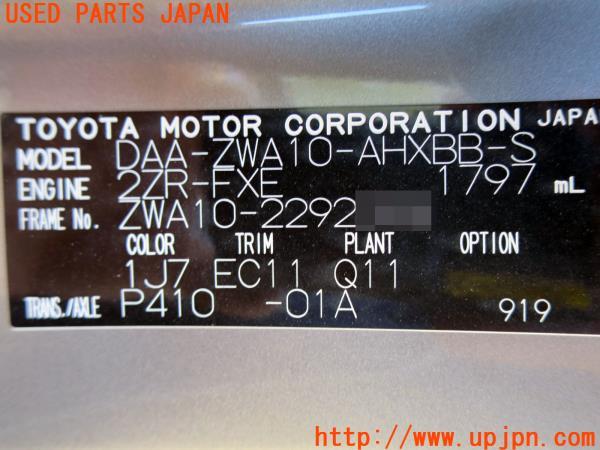 USED PARTS JAPAN
TOYOTA MOTOR CORPORATION JAPAN
MODEL DAA-ZWA10-AHXBB-S
ENGINE 2ZR-FXE 1797 mL
FRAME No. ZWA10-2292
COLOR TRIM PLANT OPTION
1J7 EC11 Q11
TRANS./AXLE P410 -01A 919
http://www.upjpn.com/